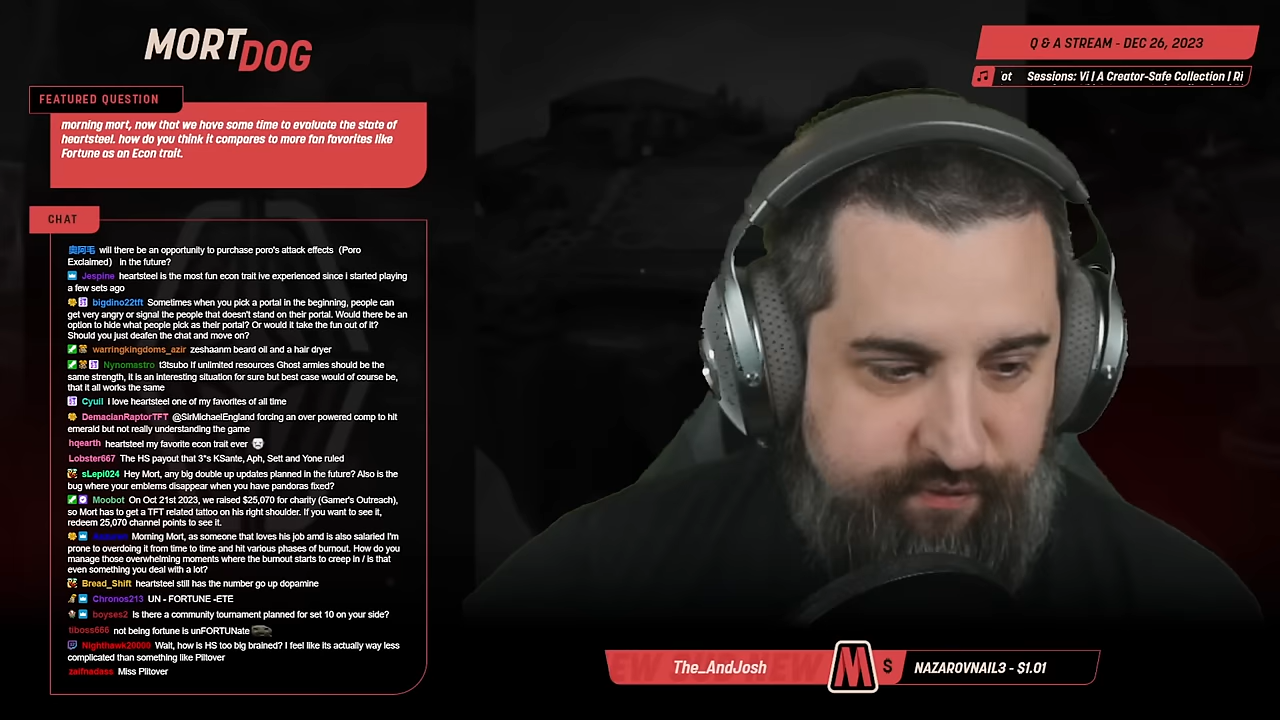 MORTDOG
Q & A STREAM - DEC 26, 2023
Sessions: Vi | A Creator-Safe Collection | Ri
FEATURED QUESTION
morning mort, now that we have some time to evaluate the state of
heartsteel. how do you think it compares to more fan favorites like
Fortune as an Econ trait.
CHAT
奥阿毛 will there be an opportunity to purchase poro's attack effects（Poro
Exclaimed） in the future?
Jespine heartsteel is the most fun econ trait ive experienced since i started playing
a few sets ago
bigdino22tft Sometimes when you pick a portal in the beginning, people can
get very angry or signal the people that doesn't stand on their portal. Would there be an
option to hide what people pick as their portal? Or would it take the fun out of it?
Should you just deafen the chat and move on?
warringkingdoms_azir zeshaanm beard oil and a hair dryer
Nynomastro t3tsubo If unlimited resources Ghost armies should be the
same strength, it is an interesting situation for sure but best case would of course be,
that it all works the same
Cyuil I love heartsteel one of my favorites of all time
DemacianRaptorTFT @SirMichaelEngland forcing an over powered comp to hit
emerald but not really understanding the game
hqearth heartsteel my favorite econ trait ever
Lobster667 The HS payout that 3*s KSante, Aph, Sett and Yone ruled
sLepi024 Hey Mort, any big double up updates planned in the future? Also is the
bug where your emblems disappear when you have pandoras fixed?
Moobot On Oct 21st 2023, we raised $25,070 for charity (Gamer's Outreach),
so Mort has to get a TFT related tattoo on his right shoulder. If you want to see it,
redeem 25,070 channel points to see it.
Morning Mort, as someone that loves his job amd is also salaried I'm
prone to overdoing it from time to time and hit various phases of burnout. How do you
manage those overwhelming moments where the burnout starts to creep in / is that
even something you deal with a lot?
Bread_Shift heartsteel still has the number go up dopamine
Chronos213 UN - FORTUNE -ETE
boyses2 Is there a community tournament planned for set 10 on your side?
tiboss666 not being fortune is unFORTUNate
Nighthawk20000 Wait, how is HS too big brained? I feel like its actually way less
complicated than something like Piltover
zaifnadass Miss Piltover
The_AndJosh
M
$
NAZAROVNAIL3 - $1.01